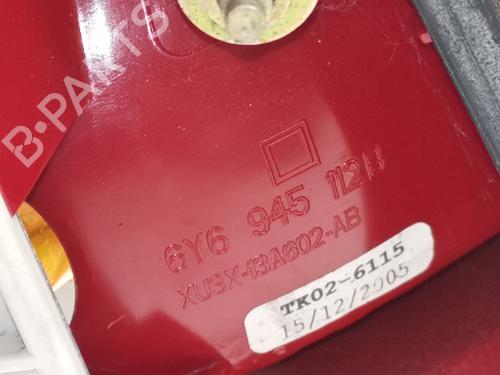 B-PARTS
6Y6 945 112B
XU3X-13A602-AB
TK02-6115
15/12/2005